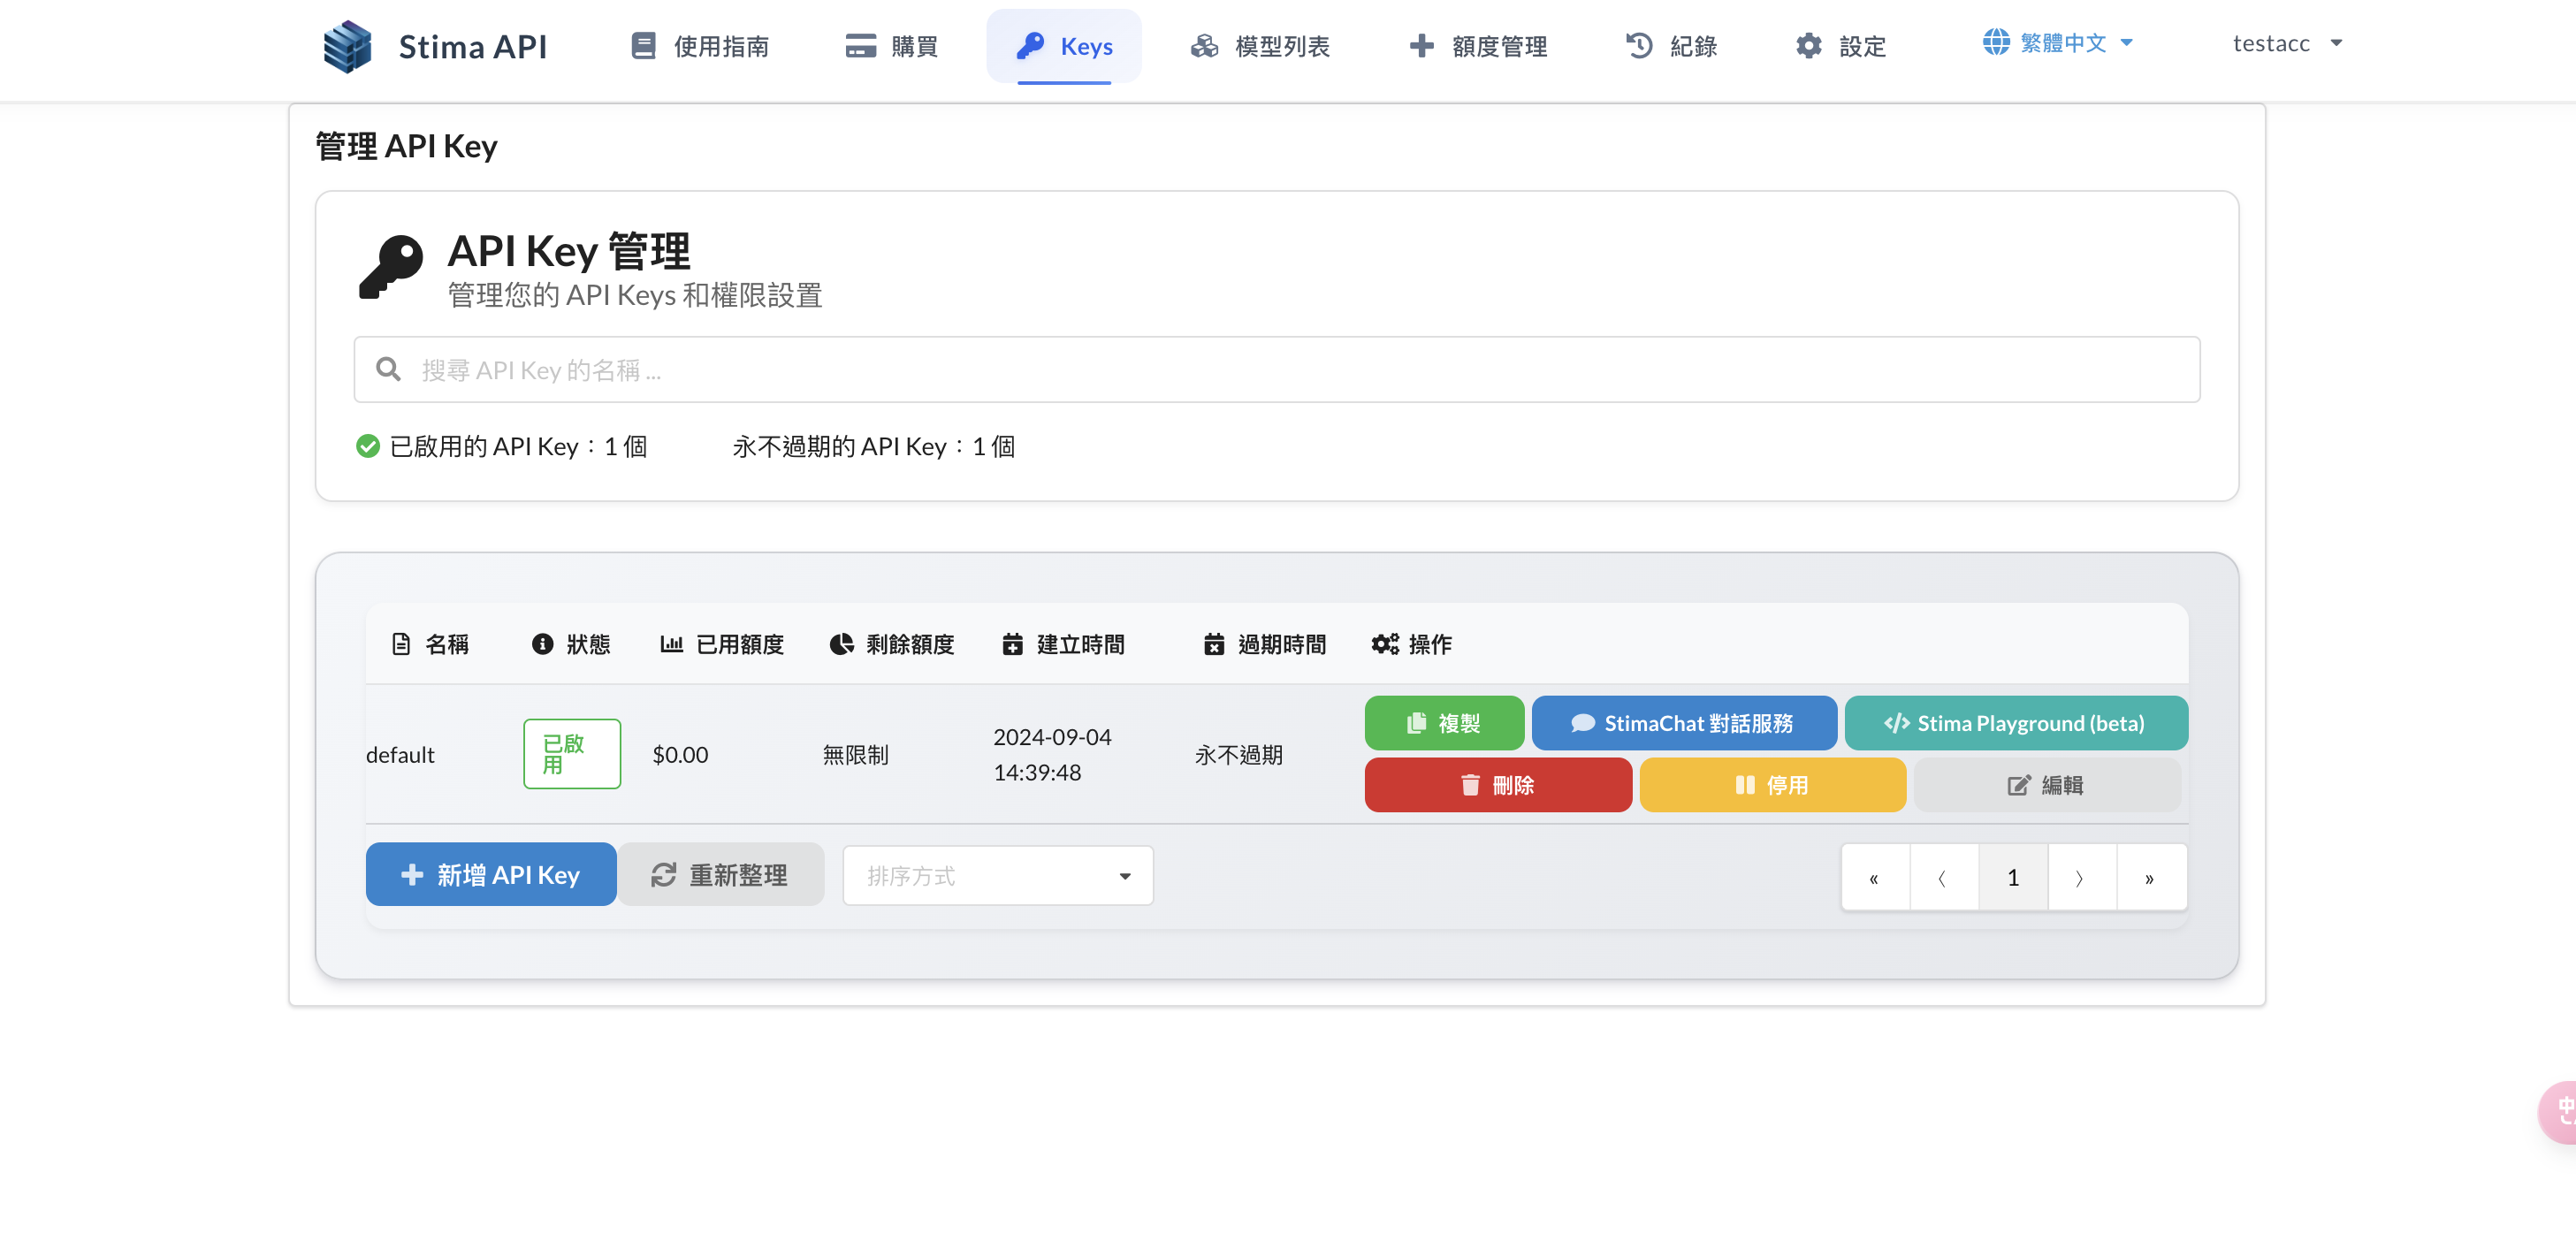 Stima API 使用指南 購買 Keys 模型列表 額度管理 紀錄 設定 繁體中文 testacc
管理 API Key
API Key 管理
管理您的 API Keys 和權限設置
搜尋 API Key 的名稱 ...
已啟用的 API Key：1 個 永不過期的 API Key：1 個
名稱 狀態 已用額度 剩餘額度 建立時間 過期時間 操作
default
已啟
用
$0.00
無限制
2024-09-04
14:39:48
永不過期
複製 StimaChat 對話服務 Stima Playground (beta)
刪除 停用 編輯
新增 API Key 重新整理 排序方式 « 〈 1 〉 »
中